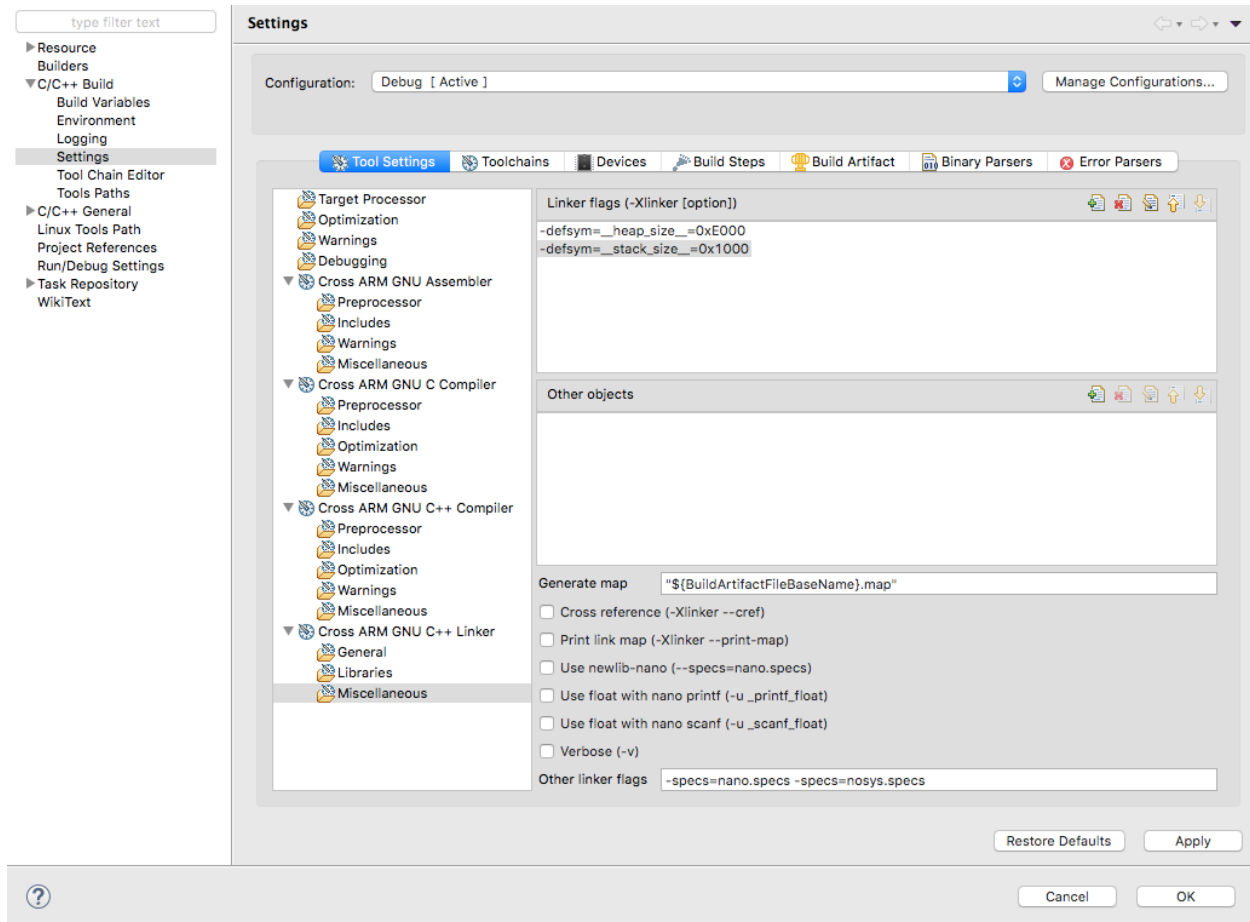 type filter text
Resource
Builders
C/C++ Build
Build Variables
Environment
Logging
Settings
Tool Chain Editor
Tools Paths
C/C++ General
Linux Tools Path
Project References
Run/Debug Settings
Task Repository
WikiText
Settings
Configuration: Debug [ Active ] Manage Configurations...
Tool Settings Toolchains Devices Build Steps Build Artifact Binary Parsers Error Parsers
Target Processor
Optimization
Warnings
Debugging
Cross ARM GNU Assembler
Preprocessor
Includes
Warnings
Miscellaneous
Cross ARM GNU C Compiler
Preprocessor
Includes
Optimization
Warnings
Miscellaneous
Cross ARM GNU C++ Compiler
Preprocessor
Includes
Optimization
Warnings
Miscellaneous
Cross ARM GNU C++ Linker
General
Libraries
Miscellaneous
Linker flags (-Xlinker [option])
-defsym=__heap_size__=0xE000
-defsym=__stack_size__=0x1000
Other objects
Generate map "${BuildArtifactFileBaseName}.map"
Cross reference (-Xlinker --cref)
Print link map (-Xlinker --print-map)
Use newlib-nano (--specs=nano.specs)
Use float with nano printf (-u _printf_float)
Use float with nano scanf (-u _scanf_float)
Verbose (-v)
Other linker flags -specs=nano.specs -specs=nosys.specs
Restore Defaults Apply
? Cancel OK